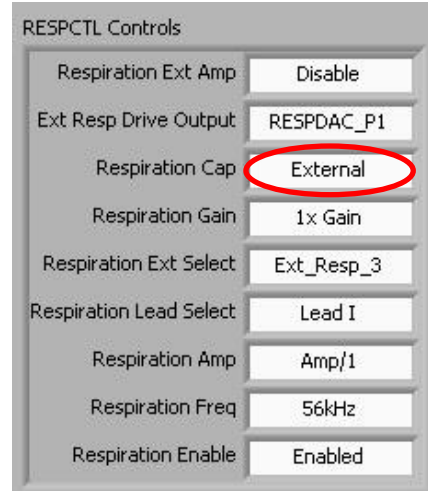 RESPCTL Controls
Respiration Ext Amp Disable
Ext Resp Drive Output RESPDAC_P1
Respiration Cap External
Respiration Gain 1x Gain
Respiration Ext Select Ext_Resp_3
Respiration Lead Select Lead I
Respiration Amp Amp/1
Respiration Freq 56kHz
Respiration Enable Enabled